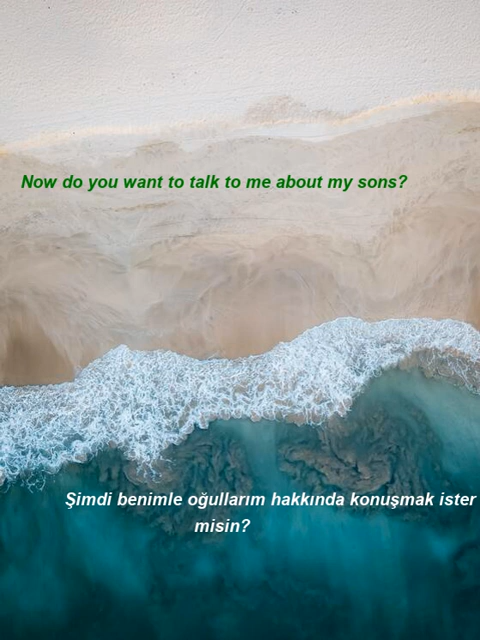 Now do you want to talk to me about my sons?
Şimdi benimle oğullarım hakkında konuşmak ister
misin?